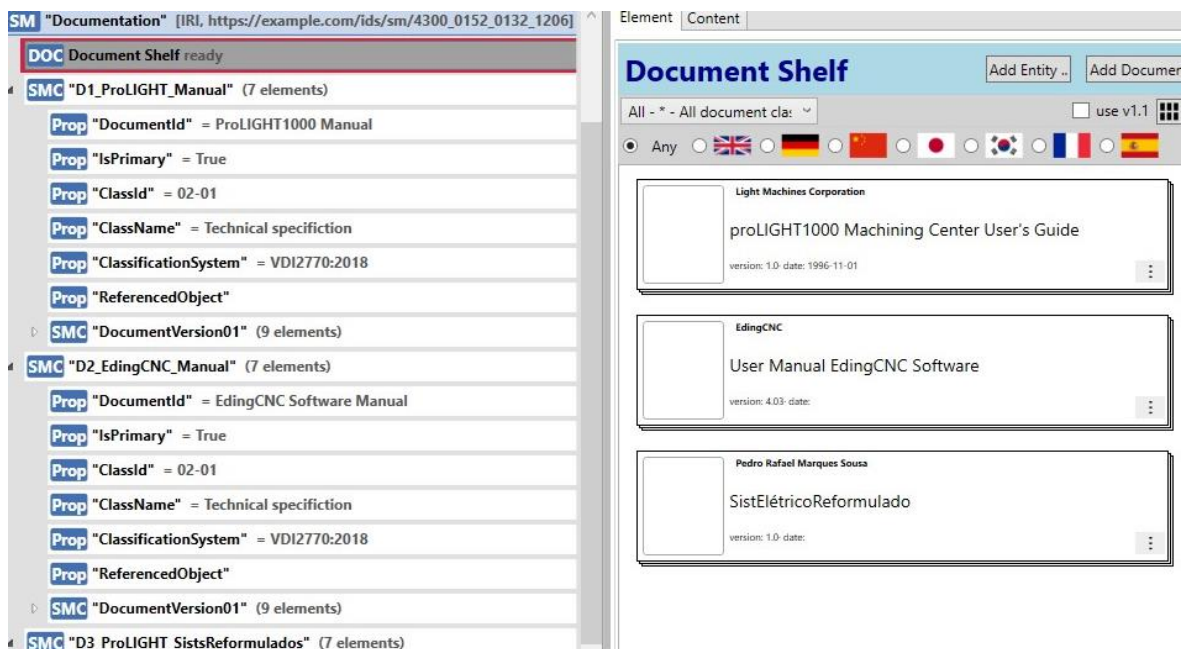 SM "Documentation" [IRI, https://example.com/ids/sm/4300_0152_0132_1206]
DOC Document Shelf ready
SMC "D1_ProLIGHT_Manual" (7 elements)
Prop "DocumentId" = ProLIGHT1000 Manual
Prop "IsPrimary" = True
Prop "ClassId" = 02-01
Prop "ClassName" = Technical specifiction
Prop "ClassificationSystem" = VDI2770:2018
Prop "ReferencedObject"
SMC "DocumentVersion01" (9 elements)
SMC "D2_EdingCNC_Manual" (7 elements)
Prop "DocumentId" = EdingCNC Software Manual
Prop "IsPrimary" = True
Prop "ClassId" = 02-01
Prop "ClassName" = Technical specifiction
Prop "ClassificationSystem" = VDI2770:2018
Prop "ReferencedObject"
SMC "DocumentVersion01" (9 elements)
SMC "D3_ProLIGHT_SistsReformulados" (7 elements)
Element Content
Document Shelf Add Entity .. Add Documen
All - * - All document cla: use v1.1
Any
Light Machines Corporation
proLIGHT1000 Machining Center User's Guide
version: 1.0· date: 1996-11-01
EdingCNC
User Manual EdingCNC Software
version: 4.03· date:
Pedro Rafael Marques Sousa
SistElétricoReformulado
version: 1.0· date: